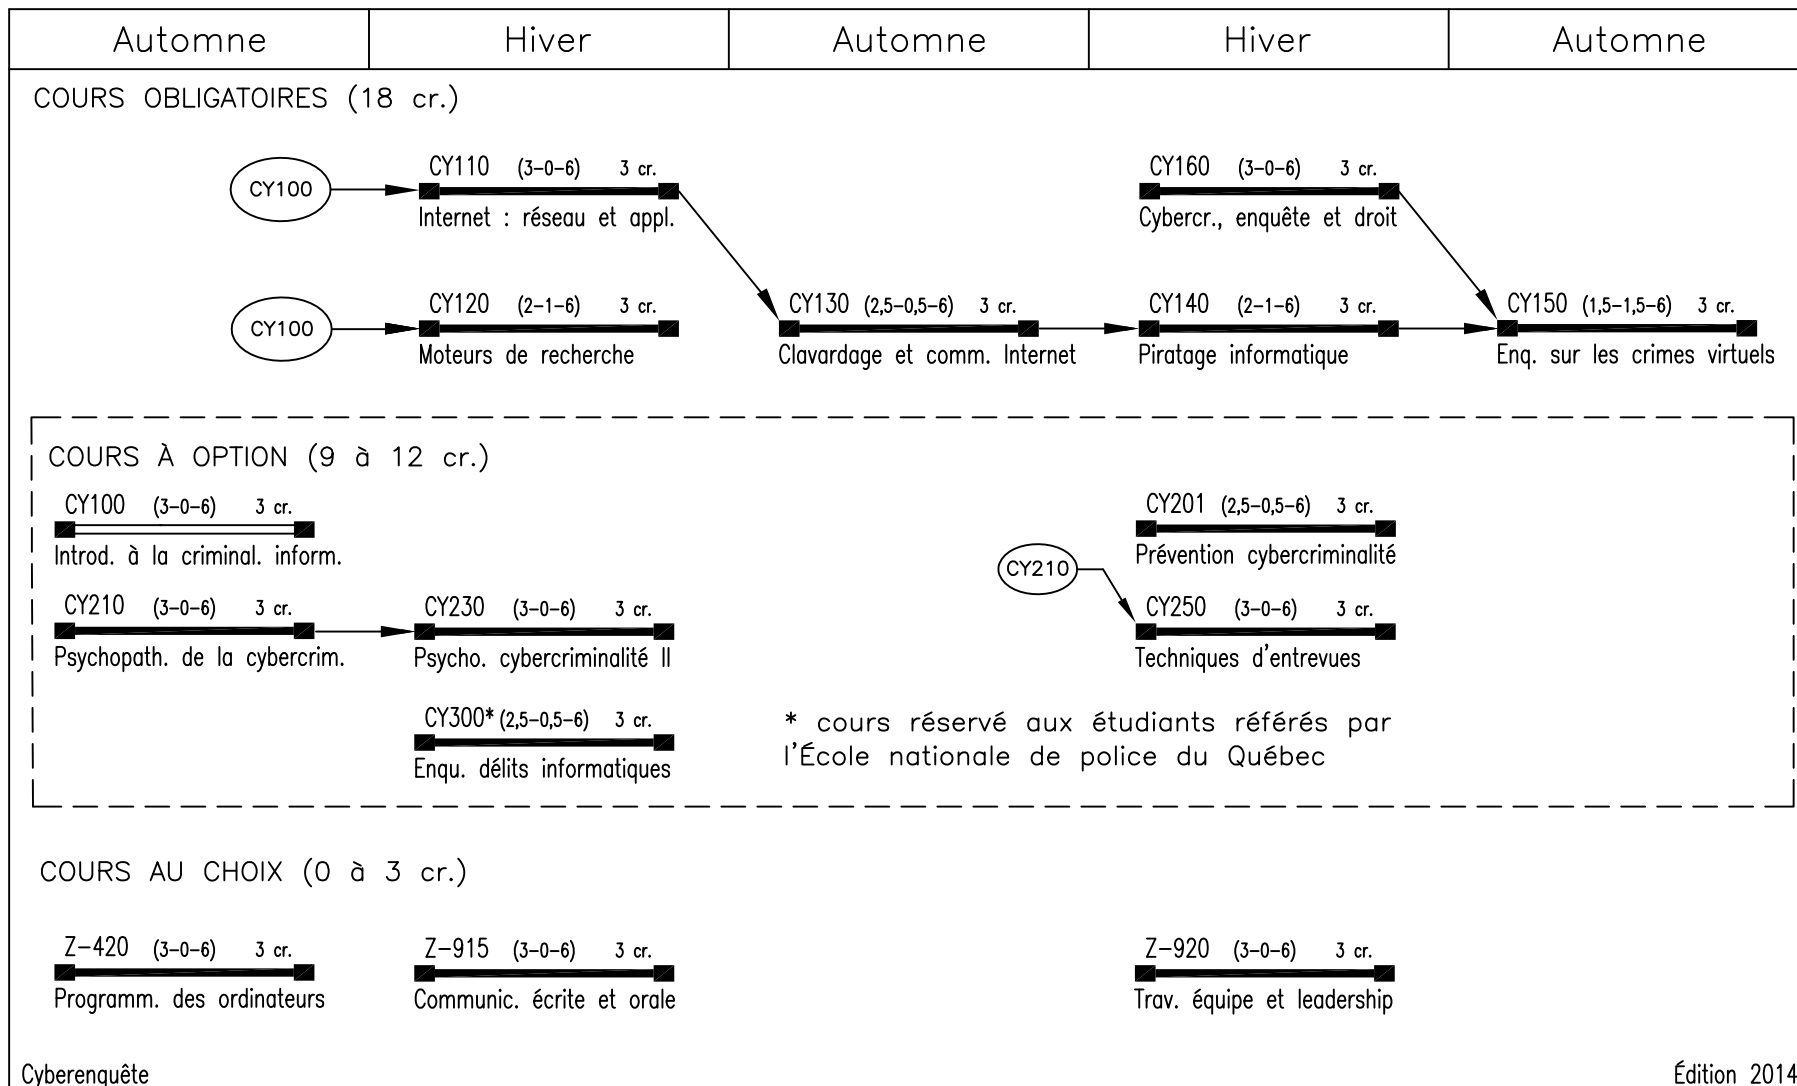 Automne Hiver Automne Hiver Automne
COURS OBLIGATOIRES (18 cr.)
CY110 (3-0-6) 3 cr.
CY160 (3-0-6) 3 cr.
CY100
Internet : réseau et appl.
Cybercr., enquête et droit
CY120 (2-1-6) 3 cr.
CY130 (2,5-0,5-6) 3 cr.
CY140 (2-1-6) 3 cr.
CY150 (1,5-1,5-6) 3 cr.
CY100
Moteurs de recherche
Clavardage et comm. Internet
Piratage informatique
Enq. sur les crimes virtuels
COURS À OPTION (9 à 12 cr.)
CY100 (3-0-6) 3 cr.
CY201 (2,5-0,5-6) 3 cr.
Introd. à la criminal. inform.
Prévention cybercriminalité
CY210
CY210 (3-0-6) 3 cr.
CY230 (3-0-6) 3 cr.
CY250 (3-0-6) 3 cr.
Psychopath. de la cybercrim.
Psycho. cybercriminalité II
Techniques d'entrevues
CY300* (2,5-0,5-6) 3 cr.
Enqu. délits informatiques
* cours réservé aux étudiants référés par
l'École nationale de police du Québec
COURS AU CHOIX (0 à 3 cr.)
Z-420 (3-0-6) 3 cr.
Z-915 (3-0-6) 3 cr.
Z-920 (3-0-6) 3 cr.
Programm. des ordinateurs
Communic. écrite et orale
Trav. équipe et leadership
Cyberenquête
Édition 2014